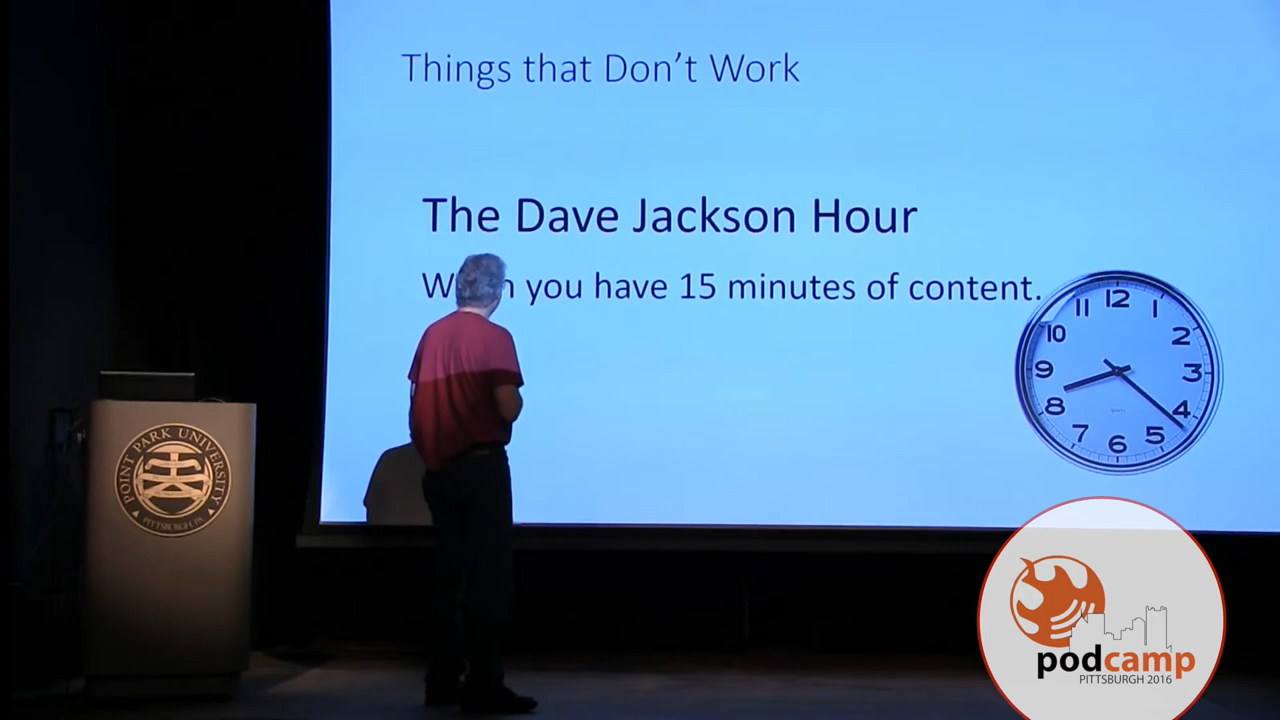 Things that Don't Work
The Dave Jackson Hour
W n you have 15 minutes of content.
12
11 1
10 2
9 3
8 4
7 5
6
POINT PARK UNIVERSITY
PITTSBURGH, PA
podcamp
PITTSBURGH 2016